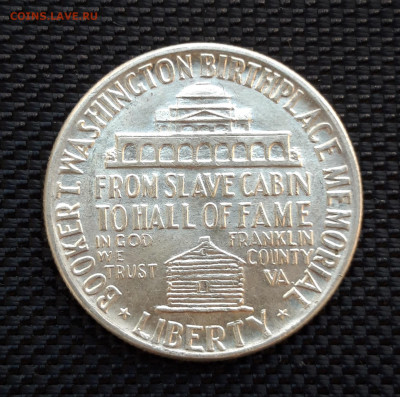 COINS.LAVE.RU
BOOKER T. WASHINGTON BIRTHPLACE MEMORIAL
FROM SLAVE CABIN
TO HALL OF FAME
IN GOD
WE
TRUST
FRANKLIN
COUNTY
VA.
★ LIBERTY ★